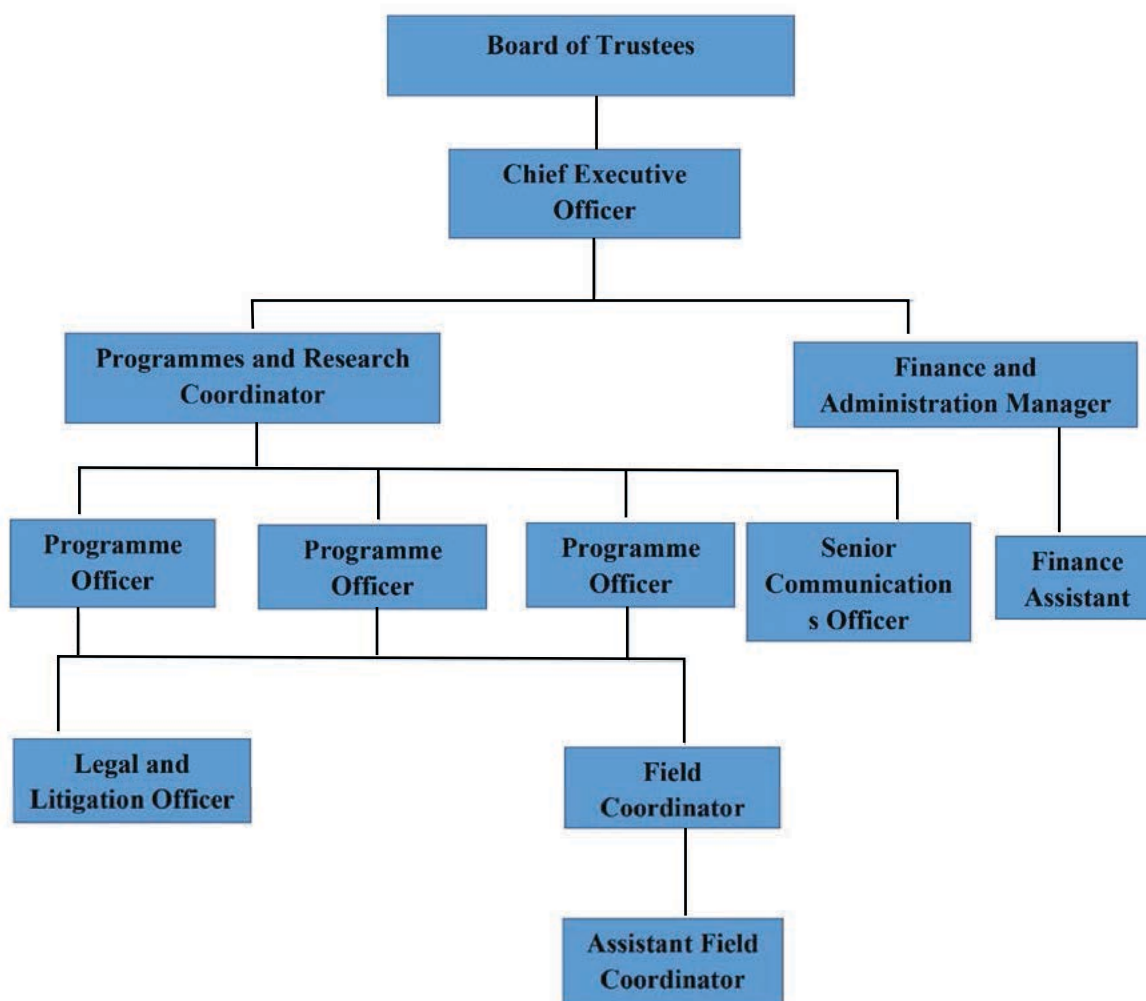 Board of Trustees
Chief Executive
Officer
Programmes and Research
Coordinator
Finance and
Administration Manager
Programme
Officer
Programme
Officer
Programme
Officer
Senior
Communication
s Officer
Finance
Assistant
Legal and
Litigation Officer
Field
Coordinator
Assistant Field
Coordinator